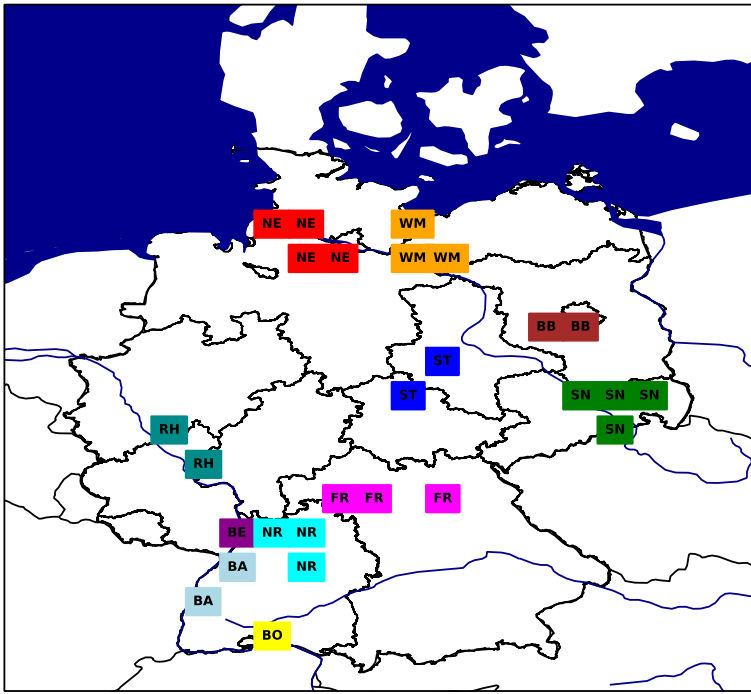 NE NE WM
NE NE WM WM
BB BB
ST
ST SN SN SN
RH SN
RH
FR FR FR
BE NR NR
BA NR
BA
BO